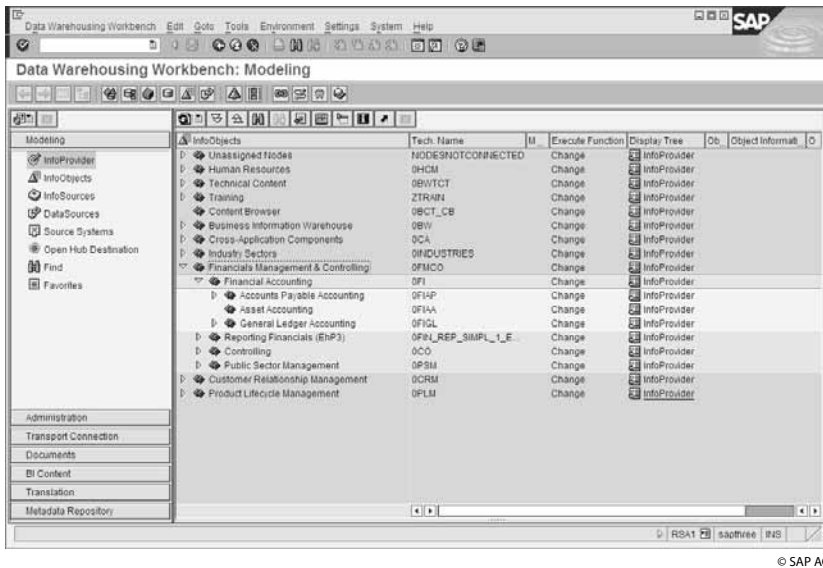 Data Warehousing Workbench Edit Goto Tools Environment Settings System Help
SAP
Data Warehousing Workbench: Modeling
Modeling
InfoProvider
InfoObjects
InfoSources
DataSources
Source Systems
Open Hub Destination
Find
Favorites
Administration
Transport Connection
Documents
BI Content
Translation
Metadata Repository
InfoObjects Tech. Name M... Execute Function Display Tree Ob... Object Informati... O
Unassigned Nodes NODESNOTCONNECTED Change InfoProvider
Human Resources 0HCM Change InfoProvider
Technical Content 0BWTCT Change InfoProvider
Training ZTRAIN Change InfoProvider
Content Browser 0BCT_CB Change InfoProvider
Business Information Warehouse 0BW Change InfoProvider
Cross-Application Components 0CA Change InfoProvider
Industry Sectors 0INDUSTRIES Change InfoProvider
Financials Management & Controlling 0FMCO Change InfoProvider
Financial Accounting 0FI Change InfoProvider
Accounts Payable Accounting 0FIAP Change InfoProvider
Asset Accounting 0FIAA Change InfoProvider
General Ledger Accounting 0FIGL Change InfoProvider
Reporting Financials (EhP3) 0FIN_REP_SIMPL_1_E... Change InfoProvider
Controlling 0CO Change InfoProvider
Public Sector Management 0PSM Change InfoProvider
Customer Relationship Management 0CRM Change InfoProvider
Product Lifecycle Management 0PLM Change InfoProvider
RSA1 sapthree INS
© SAP AG